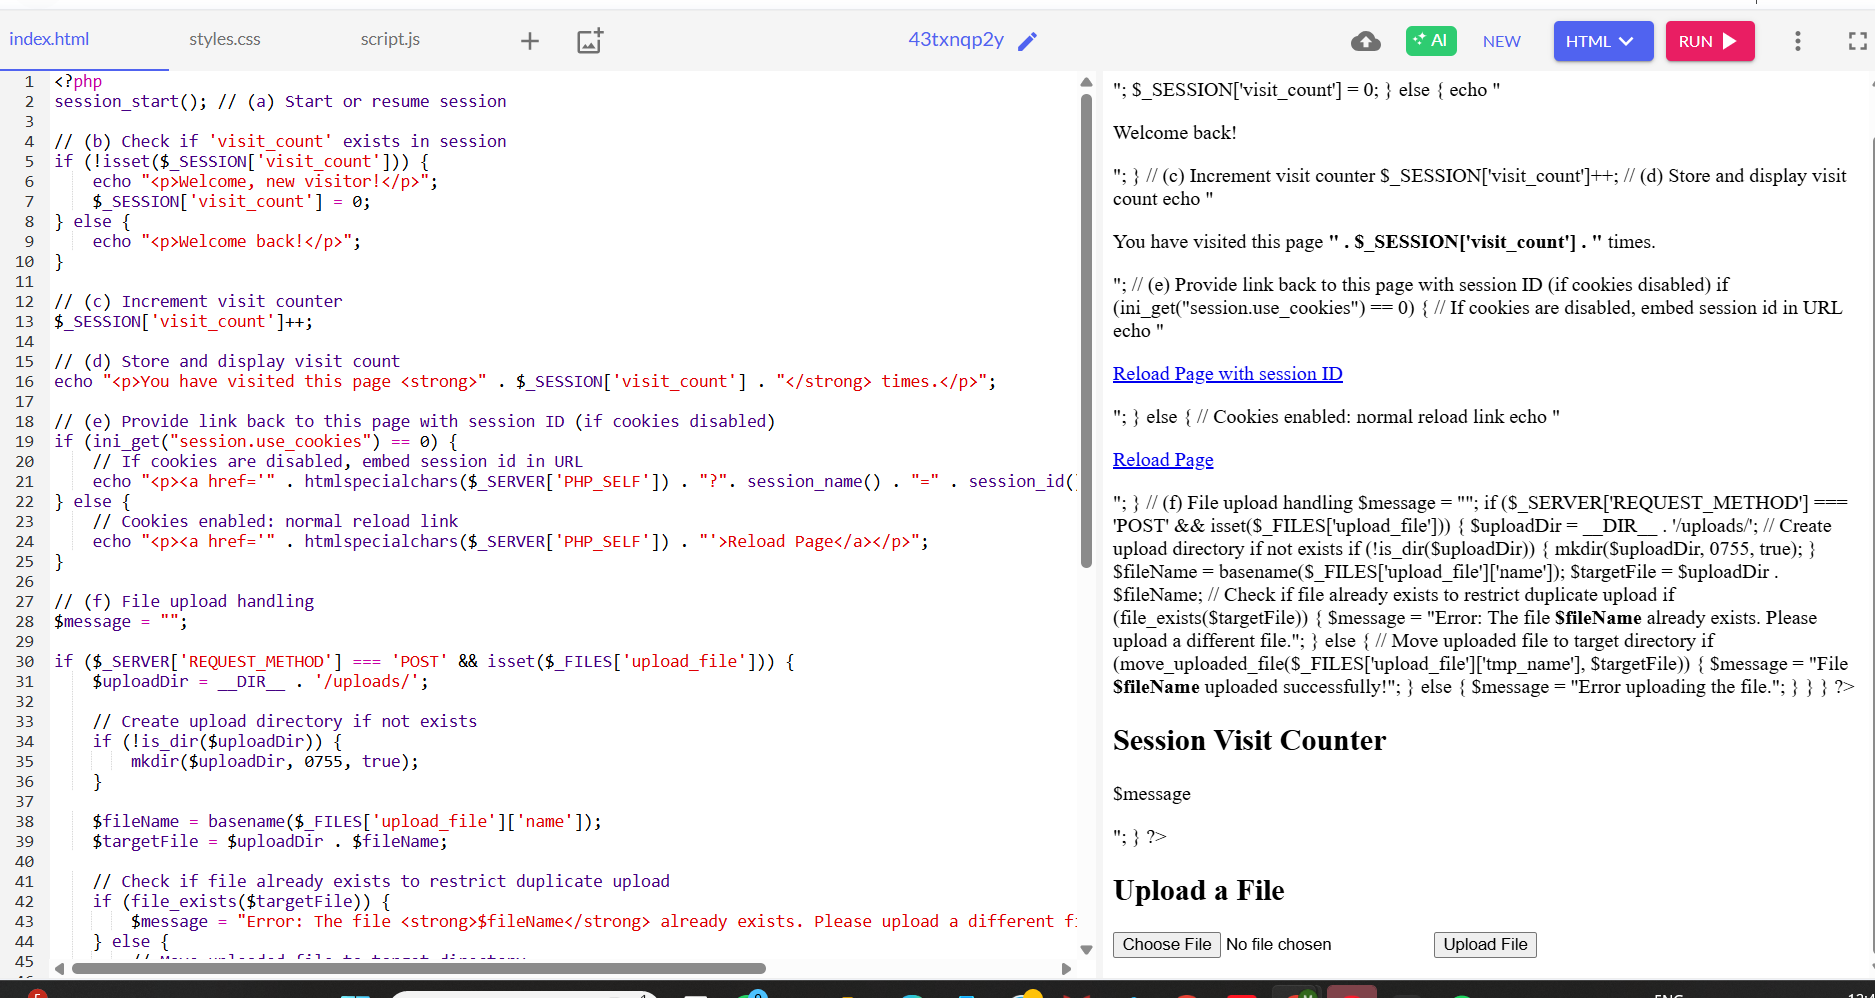 index.html styles.css script.js 43txnqp2y AI NEW HTML RUN
1 <?php
2 session_start(); // (a) Start or resume session
3
4 // (b) Check if 'visit_count' exists in session
5 if (!isset($_SESSION['visit_count'])) {
6 echo "<p>Welcome, new visitor!</p>";
7 $_SESSION['visit_count'] = 0;
8 } else {
9 echo "<p>Welcome back!</p>";
10 }
11
12 // (c) Increment visit counter
13 $_SESSION['visit_count']++;
14
15 // (d) Store and display visit count
16 echo "<p>You have visited this page <strong>" . $_SESSION['visit_count'] . "</strong> times.</p>";
17
18 // (e) Provide link back to this page with session ID (if cookies disabled)
19 if (ini_get("session.use_cookies") == 0) {
20 // If cookies are disabled, embed session id in URL
21 echo "<p><a href='" . htmlspecialchars($_SERVER['PHP_SELF']) . "?". session_name() . "=" . session_id(
22 } else {
23 // Cookies enabled: normal reload link
24 echo "<p><a href='" . htmlspecialchars($_SERVER['PHP_SELF']) . "'>Reload Page</a></p>";
25 }
26
27 // (f) File upload handling
28 $message = "";
29
30 if ($_SERVER['REQUEST_METHOD'] === 'POST' && isset($_FILES['upload_file'])) {
31 $uploadDir = __DIR__ . '/uploads/';
32
33 // Create upload directory if not exists
34 if (!is_dir($uploadDir)) {
35 mkdir($uploadDir, 0755, true);
36 }
37
38 $fileName = basename($_FILES['upload_file']['name']);
39 $targetFile = $uploadDir . $fileName;
40
41 // Check if file already exists to restrict duplicate upload
42 if (file_exists($targetFile)) {
43 $message = "Error: The file <strong>$fileName</strong> already exists. Please upload a different
44 } else {
45 // Move uploaded file to target directory
"; $_SESSION['visit_count'] = 0; } else { echo "
Welcome back!
"; } // (c) Increment visit counter $_SESSION['visit_count']++; // (d) Store and display visit
count echo "
You have visited this page " . $_SESSION['visit_count'] . " times.
"; // (e) Provide link back to this page with session ID (if cookies disabled) if
(ini_get("session.use_cookies") == 0) { // If cookies are disabled, embed session id in URL
echo "
Reload Page with session ID
"; } else { // Cookies enabled: normal reload link echo "
Reload Page
"; } // (f) File upload handling $message = ""; if ($_SERVER['REQUEST_METHOD'] ===
'POST' && isset($_FILES['upload_file'])) { $uploadDir = __DIR__ . '/uploads/'; // Create
upload directory if not exists if (!is_dir($uploadDir)) { mkdir($uploadDir, 0755, true); }
$fileName = basename($_FILES['upload_file']['name']); $targetFile = $uploadDir .
$fileName; // Check if file already exists to restrict duplicate upload if
(file_exists($targetFile)) { $message = "Error: The file $fileName already exists. Please
upload a different file."; } else { // Move uploaded file to target directory if
(move_uploaded_file($_FILES['upload_file']['tmp_name'], $targetFile)) { $message = "File
$fileName uploaded successfully!"; } else { $message = "Error uploading the file."; } } } ?>
Session Visit Counter
$message
"; } ?>
Upload a File
Choose File No file chosen Upload File